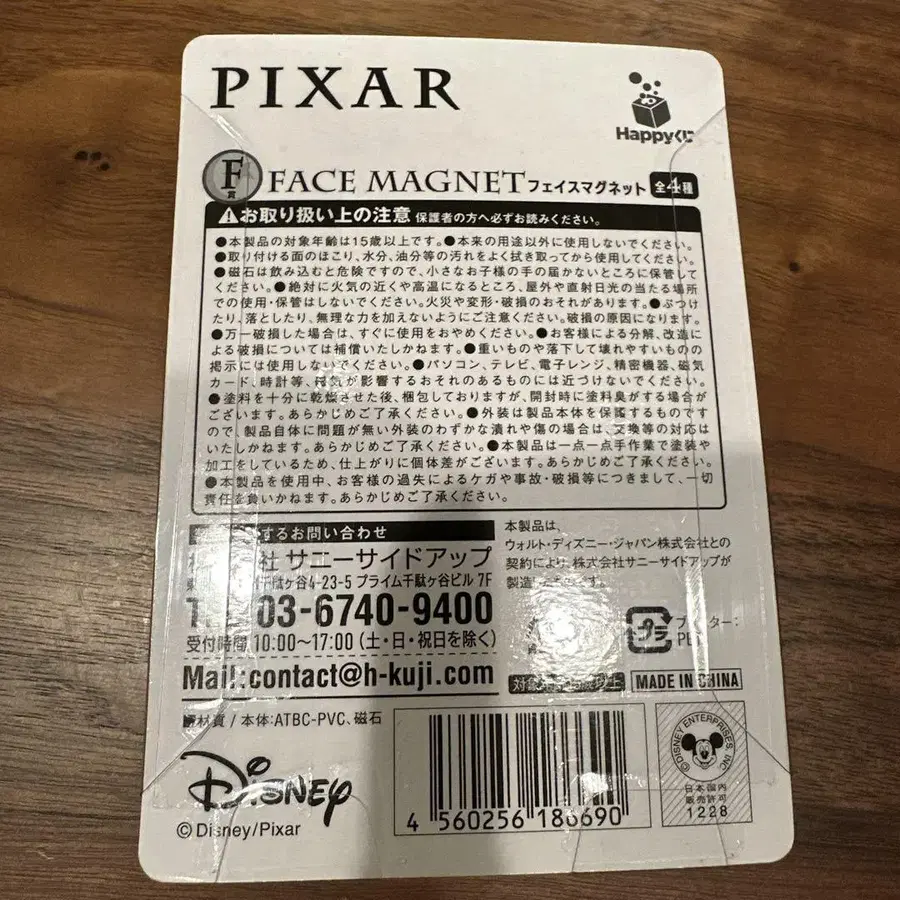 PIXAR
Happyくじ
F賞 FACE MAGNET フェイスマグネット 全4種
お取り扱い上の注意 保護者の方へ必ずお読みください。
●本製品の対象年齢は15歳以上です。●本来の用途以外に使用しないでください。
●取り付ける面のほこり、水分、油分等の汚れをよく拭き取ってから使用してください。
●磁石は飲み込むと危険ですので、小さなお子様の手の届かないところに保管して
ください。●絶対に火気の近くや高温になるところ、屋外や直射日光の当たる場所
での使用・保管はしないでください。火災や変形・破損のおそれがあります。●ぶつけ
たり、落としたり、無理な力を加えないようにご注意ください。破損の原因になります。
●万一破損した場合は、すぐに使用をおやめください。●お客様による分解、改造に
よる破損については補償いたしかねます。●重いものや落下して壊れやすいものの
掲示には使用しないでください。●パソコン、テレビ、電子レンジ、精密機器、磁気
カード、時計等、磁気が影響するおそれのあるものには近づけないでください。
●塗料を十分に乾燥させた後、梱包しておりますが、開封時に塗料臭がする場合が
ございます。あらかじめご了承ください。●外装は製品本体を保護するものです
ので、製品自体に問題が無い外装のわずかな潰れや傷の場合は、交換等の対応は
いたしかねます。あらかじめご了承ください。●本製品は一点一点手作業で塗装や
加工をしているため、仕上がりに個体差がございます。あらかじめご了承ください。
●本製品を使用中、お客様の過失によるケガや事故・破損等につきまして、一切
責任を負いかねます。あらかじめご了承ください。
するお問い合わせ
社 サニーサイドアップ
千駄ヶ谷4-23-5 プライム千駄ヶ谷ビル 7F
03-6740-9400
受付時間 10:00〜17:00(土・日・祝日を除く)
Mail:contact@h-kuji.com
本製品は、
ウォルト・ディズニー・ジャパン株式会社との
契約により、株式会社サニーサイドアップが
製造
プラ
MADE IN CHINA
材質 / 本体:ATBC-PVC、磁石
Disney
©Disney/Pixar
4 560256 186690
©DISNEY ENTERPRISES, INC.
日本国内
販売許可
1228